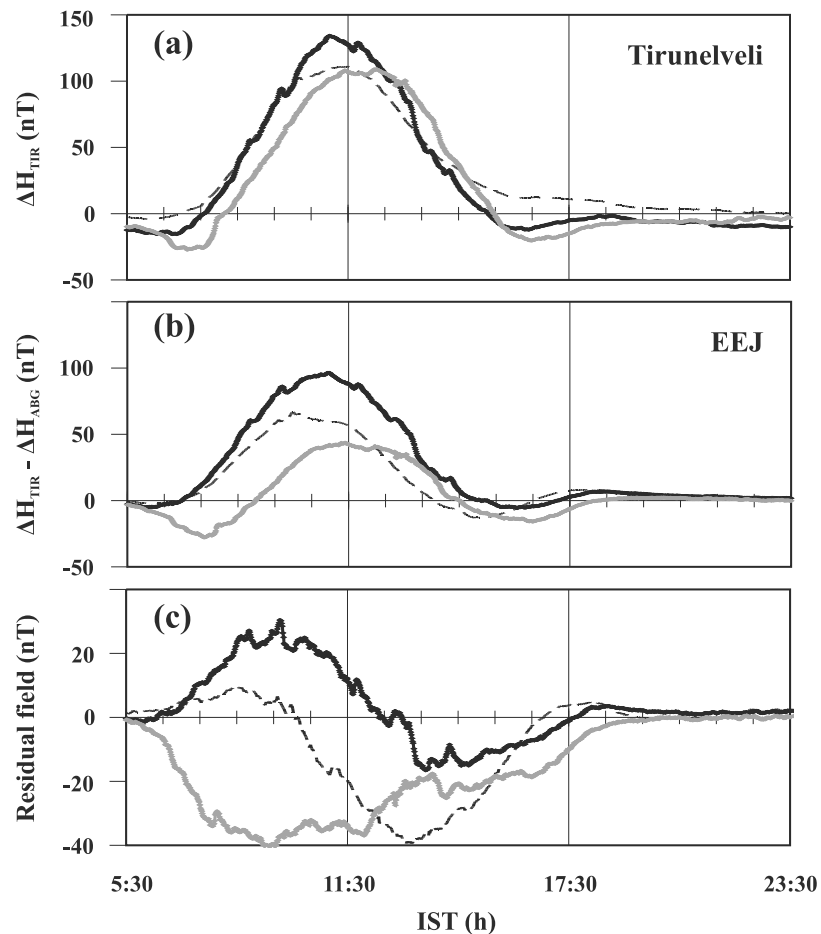 150
(a)
Tirunelveli
100
50
0
-50
ΔH_TIR (nT)
(b)
EEJ
100
50
0
-50
ΔH_TIR - ΔH_ABG (nT)
(c)
20
0
-20
-40
Residual field (nT)
5:30 11:30 17:30 23:30
IST (h)